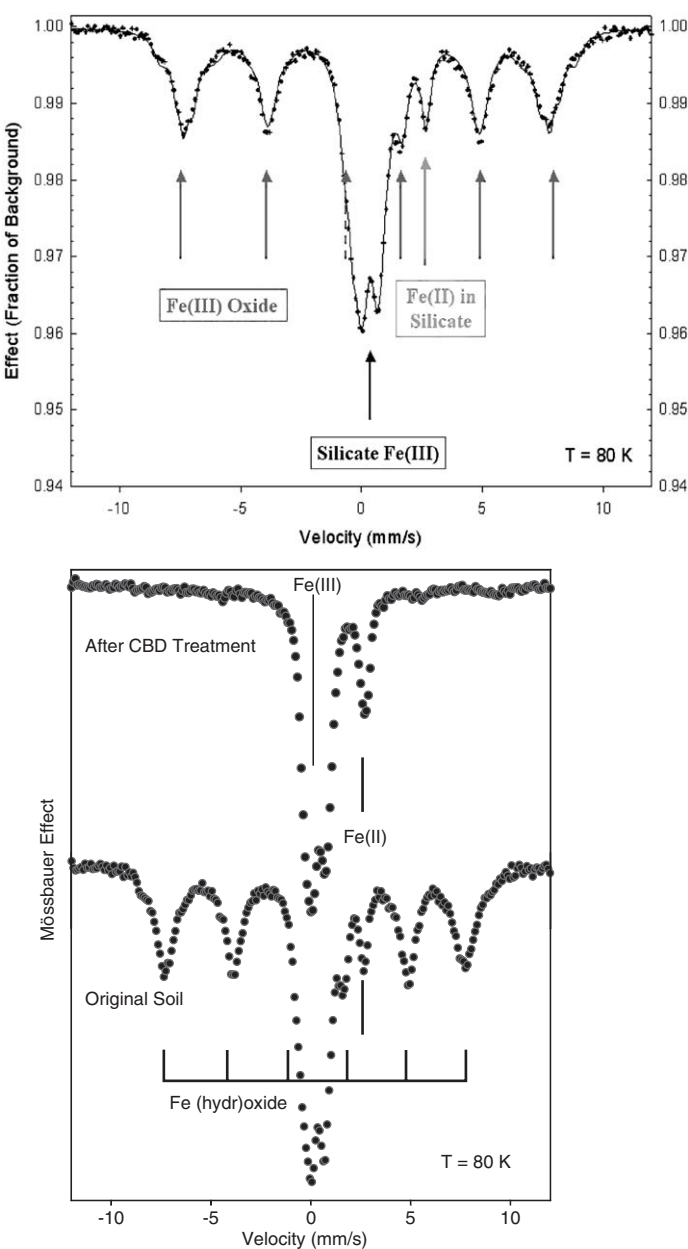 1.00
1.00
0.99
0.99
0.98
0.98
0.97
0.97
0.96
0.96
0.95
0.95
0.94
0.94
Effect (Fraction of Background)
Fe(III) Oxide
Fe(II) in
Silicate
Silicate Fe(III)
T = 80 K
-10
-5
0
5
10
Velocity (mm/s)
Fe(III)
After CBD Treatment
Fe(II)
Mössbauer Effect
Original Soil
Fe (hydr)oxide
T = 80 K
-10
-5
0
5
10
Velocity (mm/s)